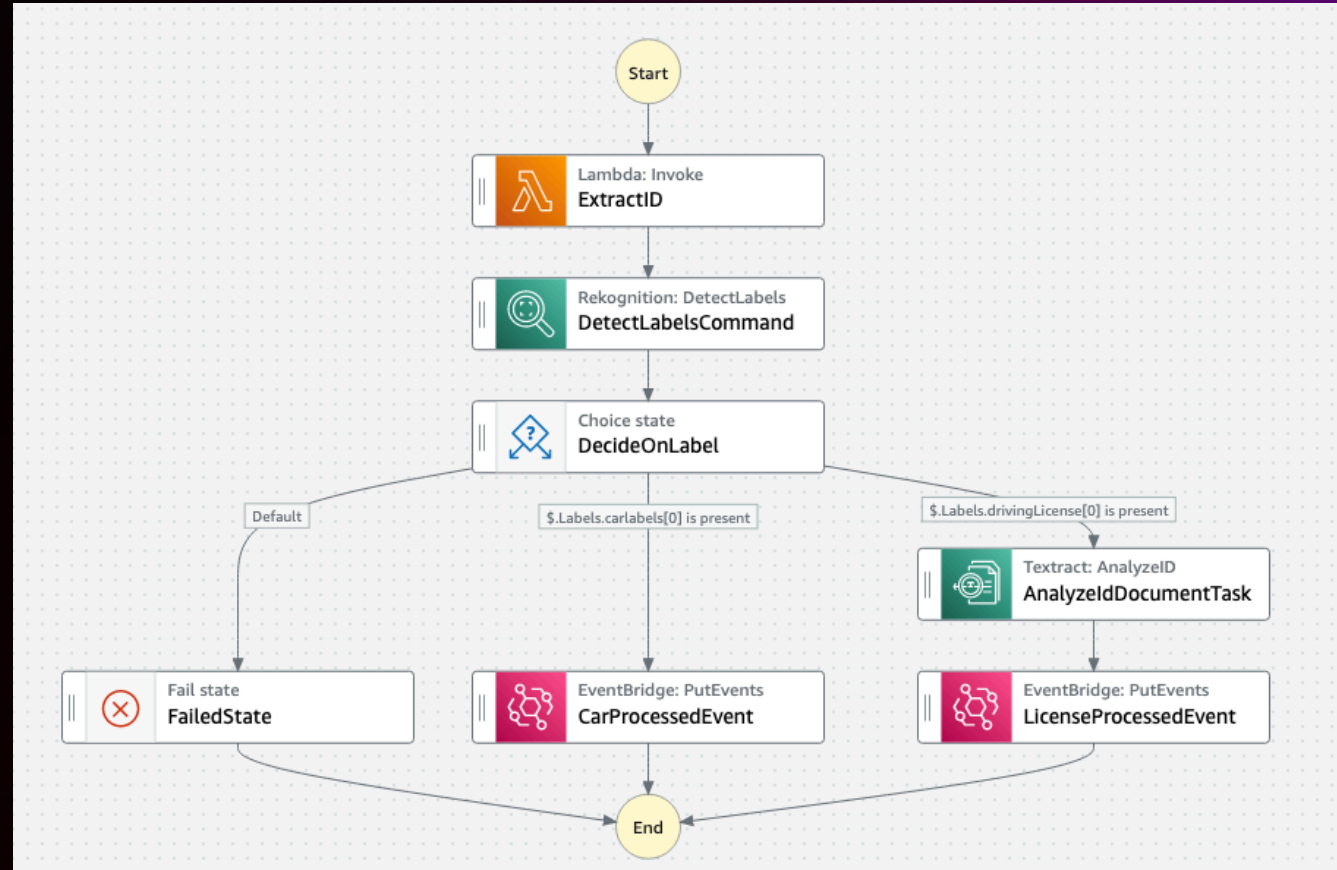 Start
Lambda: Invoke
ExtractID
Rekognition: DetectLabels
DetectLabelsCommand
Choice state
DecideOnLabel
Default
$.Labels.carlabels[0] is present
$.Labels.drivingLicense[0] is present
Textract: AnalyzeID
AnalyzeIdDocumentTask
Fail state
FailedState
EventBridge: PutEvents
CarProcessedEvent
EventBridge: PutEvents
LicenseProcessedEvent
End